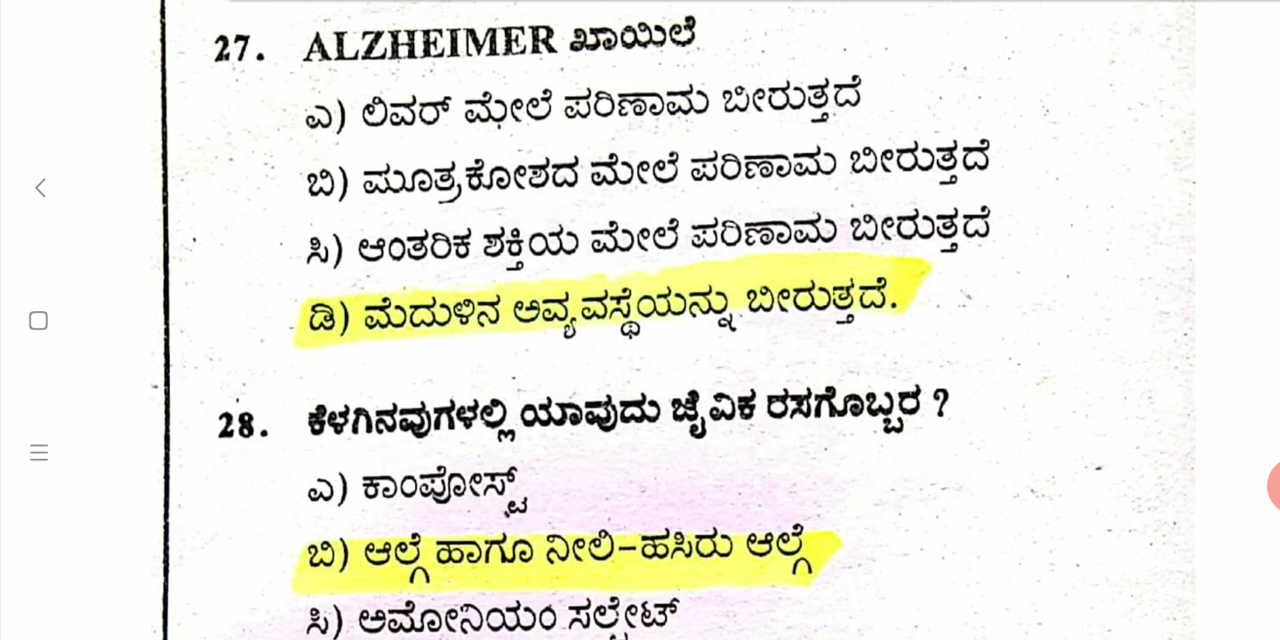 27. ALZHEIMER ಖಾಯಿಲೆ
ಎ) ಲಿವರ್ ಮೇಲೆ ಪರಿಣಾಮ ಬೀರುತ್ತದೆ
ಬಿ) ಮೂತ್ರಕೋಶದ ಮೇಲೆ ಪರಿಣಾಮ ಬೀರುತ್ತದೆ
ಸಿ) ಆಂತರಿಕ ಶಕ್ತಿಯ ಮೇಲೆ ಪರಿಣಾಮ ಬೀರುತ್ತದೆ
ಡಿ) ಮೆದುಳಿನ ಅವ್ಯವಸ್ಥೆಯನ್ನು ಬೀರುತ್ತದೆ.
28. ಕೆಳಗಿನವುಗಳಲ್ಲಿ ಯಾವುದು ಜೈವಿಕ ರಸಗೊಬ್ಬರ ?
ಎ) ಕಾಂಪೋಸ್ಟ್
ಬಿ) ಆಲ್ಗೆ ಹಾಗೂ ನೀಲಿ-ಹಸಿರು ಆಲ್ಗೆ
ಸಿ) ಅಮೋನಿಯಂ ಸಲ್ಫೇಟ್